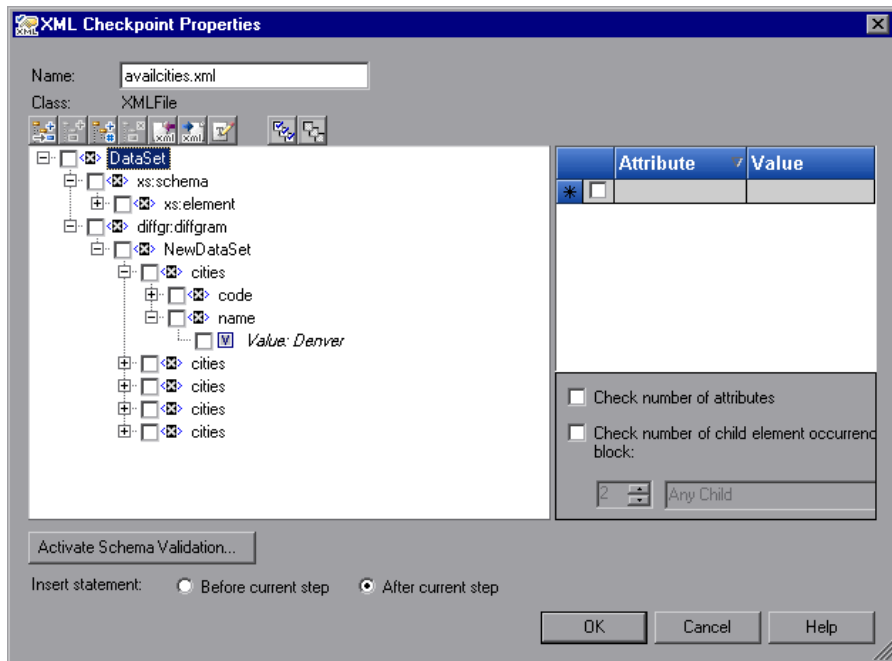 XML Checkpoint Properties
Name: availcities.xml
Class: XMLFile
DataSet
xs:schema
xs:element
diffgr:diffgram
NewDataSet
cities
code
name
V Value: Denver
cities
cities
cities
cities
Attribute Value
Check number of attributes
Check number of child element occurrenc
block:
2 Any Child
Activate Schema Validation...
Insert statement: Before current step After current step
OK Cancel Help